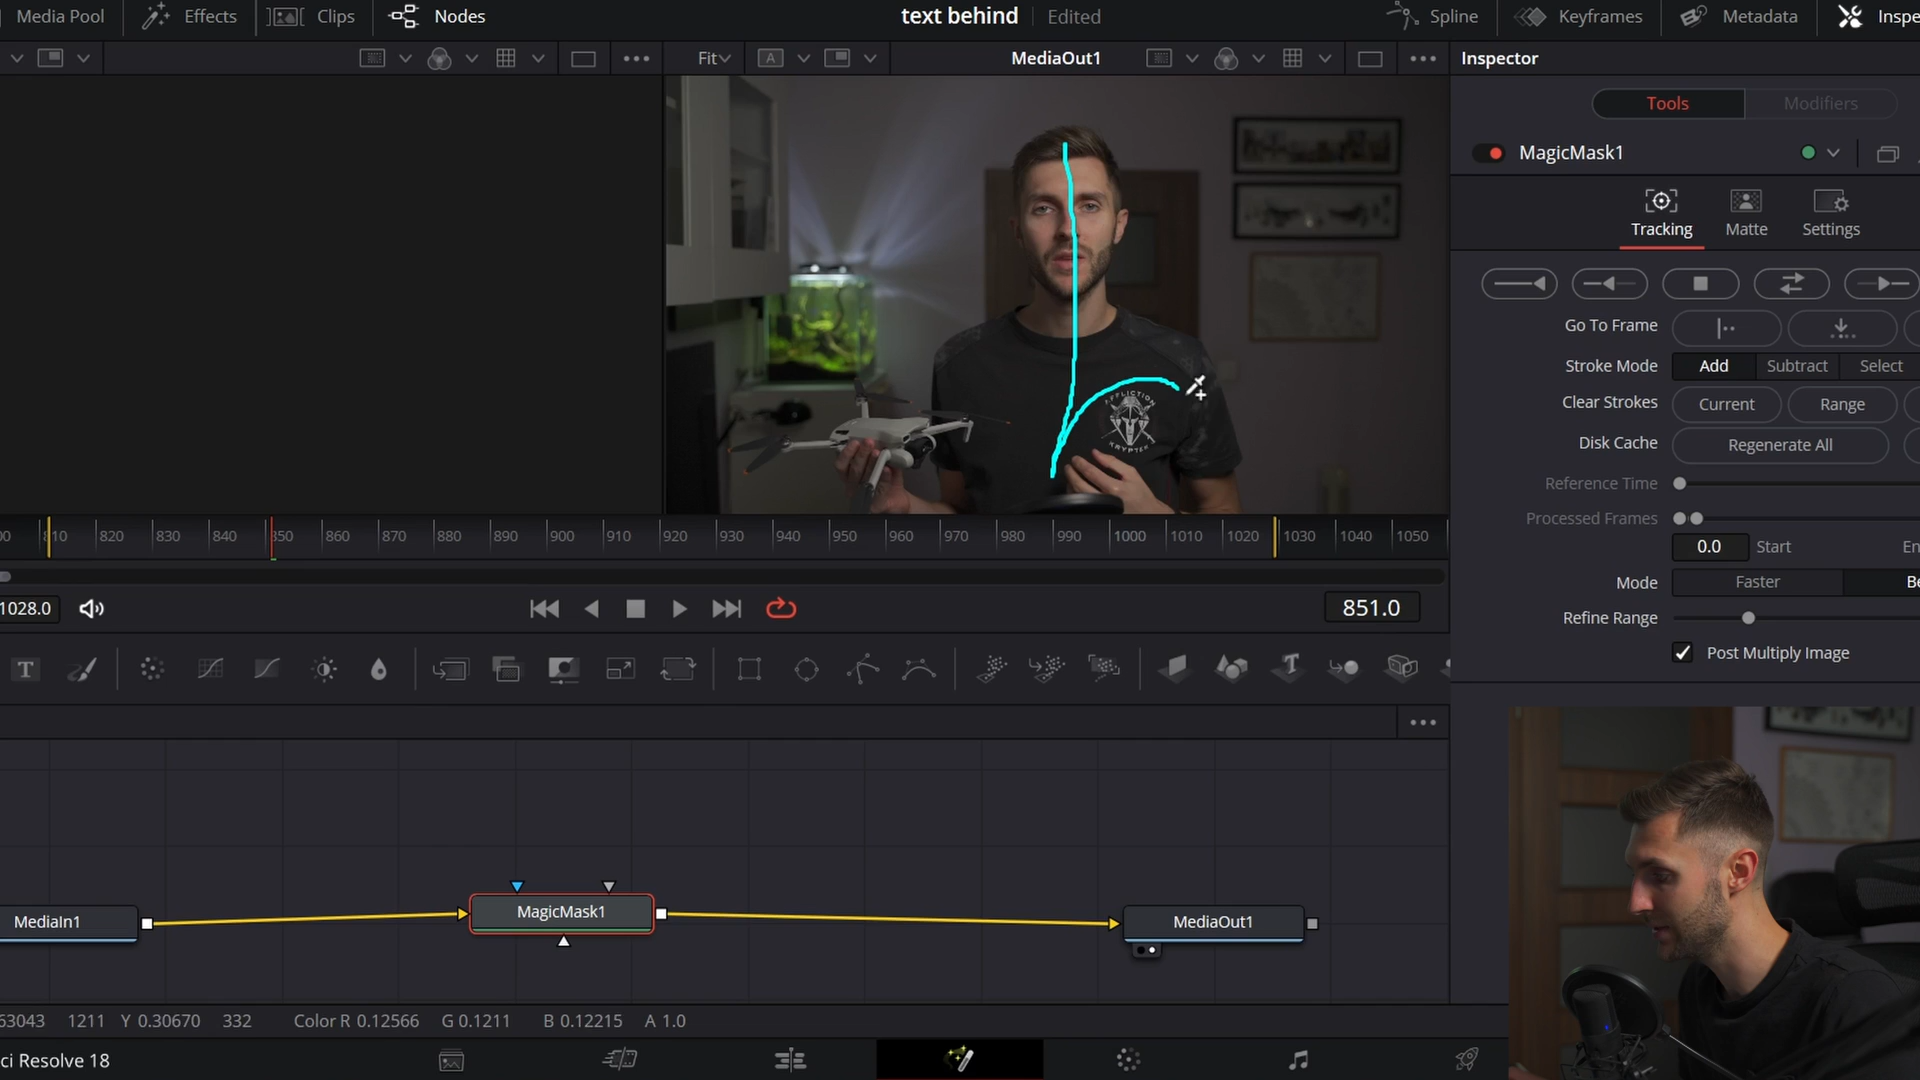 Media Pool
Effects
Clips
Nodes
text behind
Edited
Spline
Keyframes
Metadata
Inspe
Fit
A
MediaOut1
Inspector
Tools
Modifiers
MagicMask1
Tracking
Matte
Settings
Go To Frame
Stroke Mode
Add
Subtract
Select
Clear Strokes
Current
Range
Disk Cache
Regenerate All
Reference Time
Processed Frames
0.0
Start
En
Mode
Faster
Be
Refine Range
Post Multiply Image
AFFLICTION
KRYPTEK
00
810
820
830
840
850
860
870
880
890
900
910
920
930
940
950
960
970
980
990
1000
1010
1020
1030
1040
1050
1028.0
851.0
T
MediaIn1
MagicMask1
MediaOut1
63043
1211
Y 0.30670
332
Color R 0.12566
G 0.1211
B 0.12215
A 1.0
ci Resolve 18